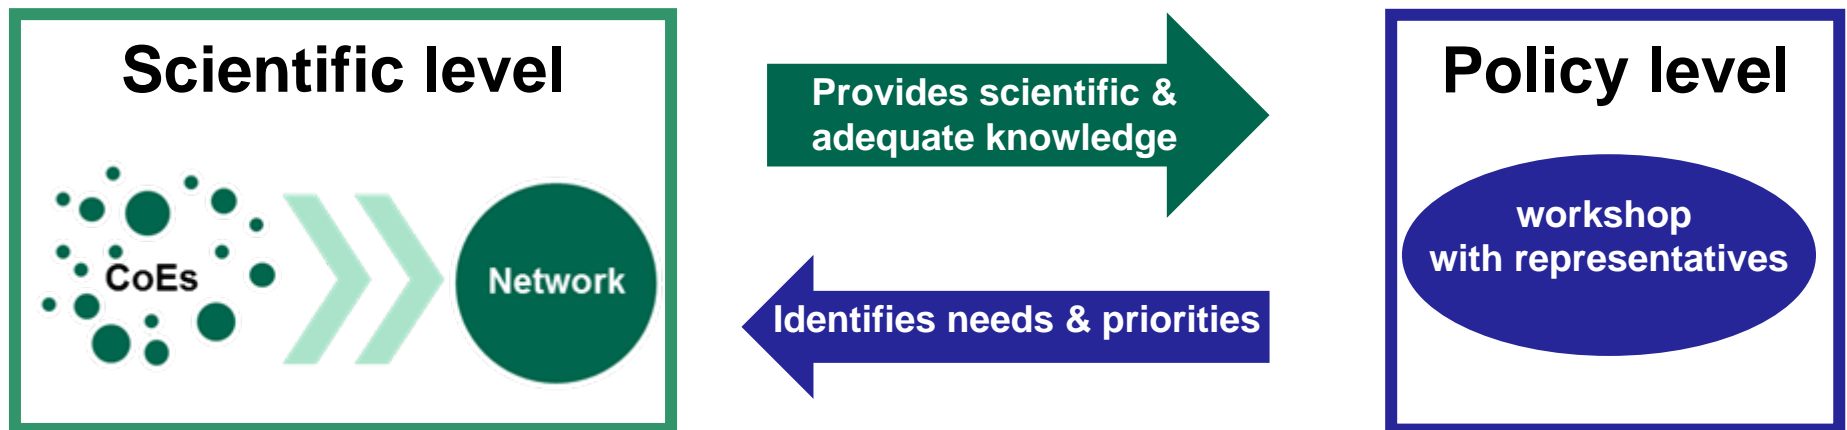 Scientific level
CoEs
Network
Provides scientific &
adequate knowledge
Identifies needs & priorities
Policy level
workshop
with representatives